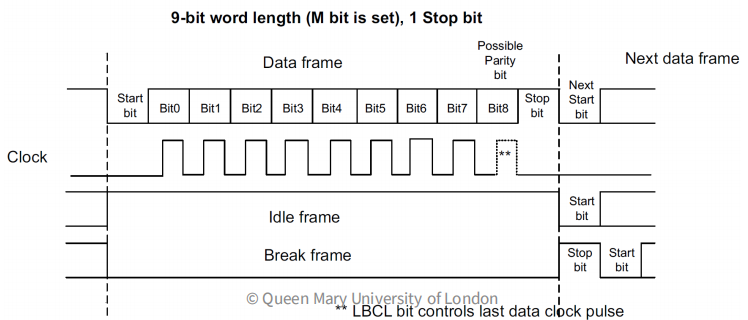 9-bit word length (M bit is set), 1 Stop bit
Possible
Parity
bit
Data frame
Next data frame
Start
bit
Bit0
Bit1
Bit2
Bit3
Bit4
Bit5
Bit6
Bit7
Bit8
Stop
bit
Next
Start
bit
Clock
**
Idle frame
Start
bit
Break frame
Stop
bit
Start
bit
© Queen Mary University of London
** LBCL bit controls last data clock pulse